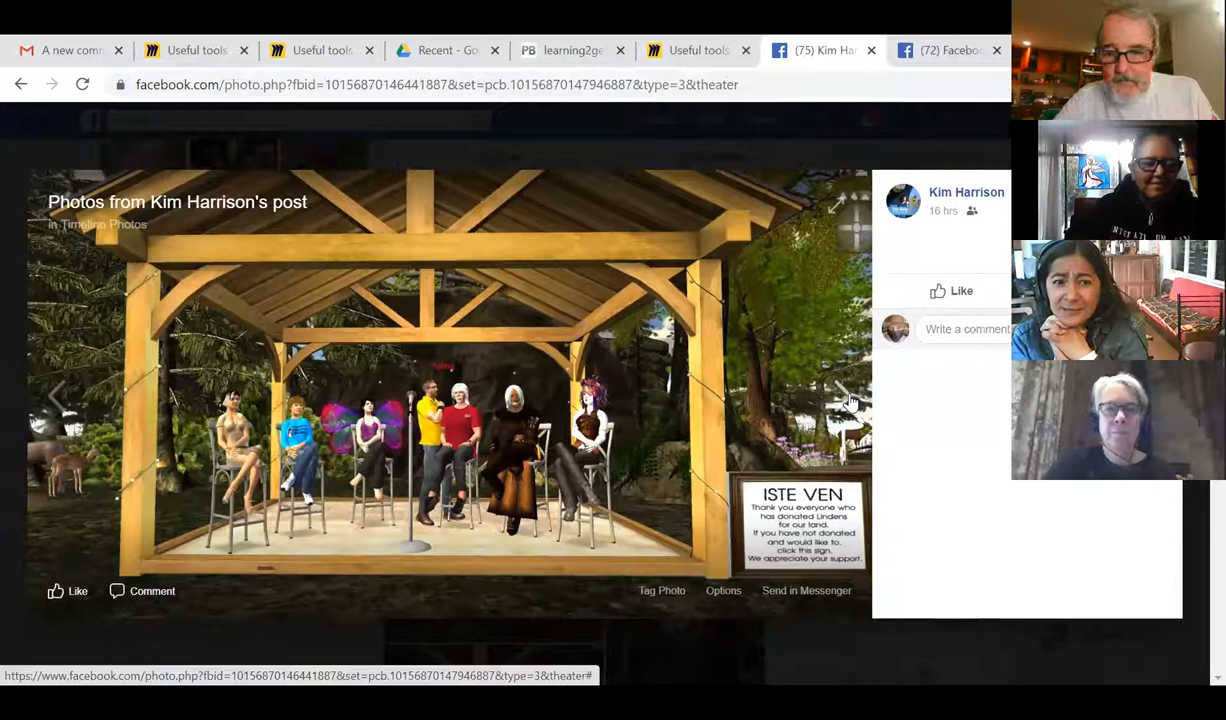 A new comm
Useful tools
Useful tools
Recent - Go
PB learning2ge
Useful tools
(75) Kim Har
(72) Facebo
facebook.com/photo.php?fbid=10156870146441887&set=pcb.10156870147946887&type=3&theater
Photos from Kim Harrison's post
in Timeline Photos
Kim Harrison
16 hrs ·
Like
Write a comment
ISTE VEN
Thank you everyone who
has donated Lindens
for our land.
If you have not donated
and would like to,
click this sign.
We appreciate your support.
Like
Comment
Tag Photo
Options
Send in Messenger
https://www.facebook.com/photo.php?fbid=10156870146441887&set=pcb.10156870147946887&type=3&theater#